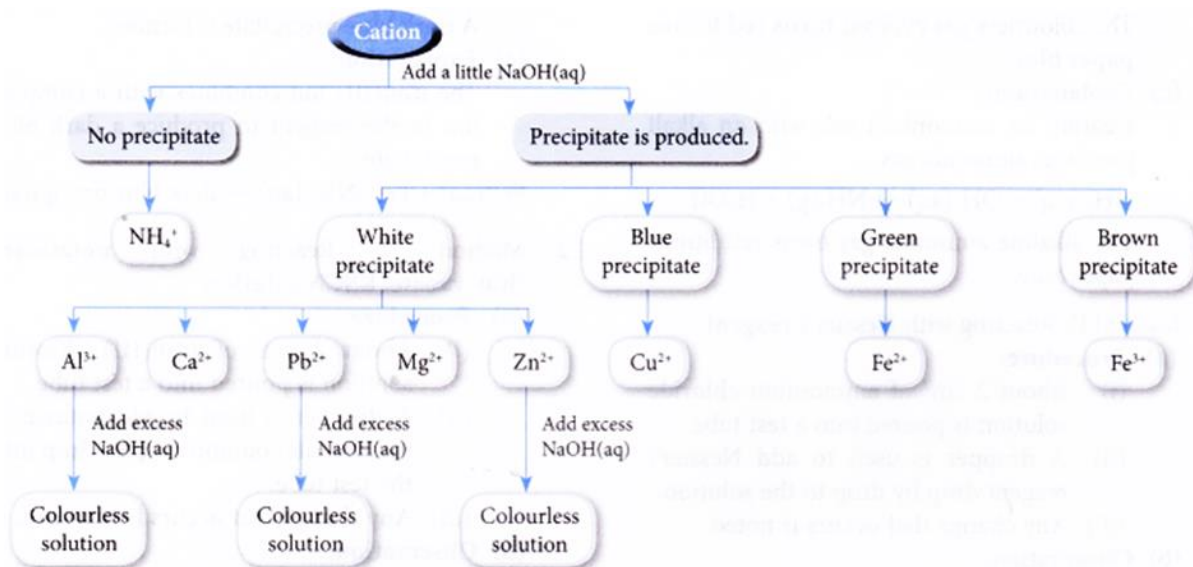 Cation
Add a little NaOH(aq)
No precipitate
Precipitate is produced.
NH₄⁺
White
precipitate
Blue
precipitate
Green
precipitate
Brown
precipitate
Al³⁺
Ca²⁺
Pb²⁺
Mg²⁺
Zn²⁺
Cu²⁺
Fe²⁺
Fe³⁺
Add excess
NaOH(aq)
Add excess
NaOH(aq)
Add excess
NaOH(aq)
Colourless
solution
Colourless
solution
Colourless
solution